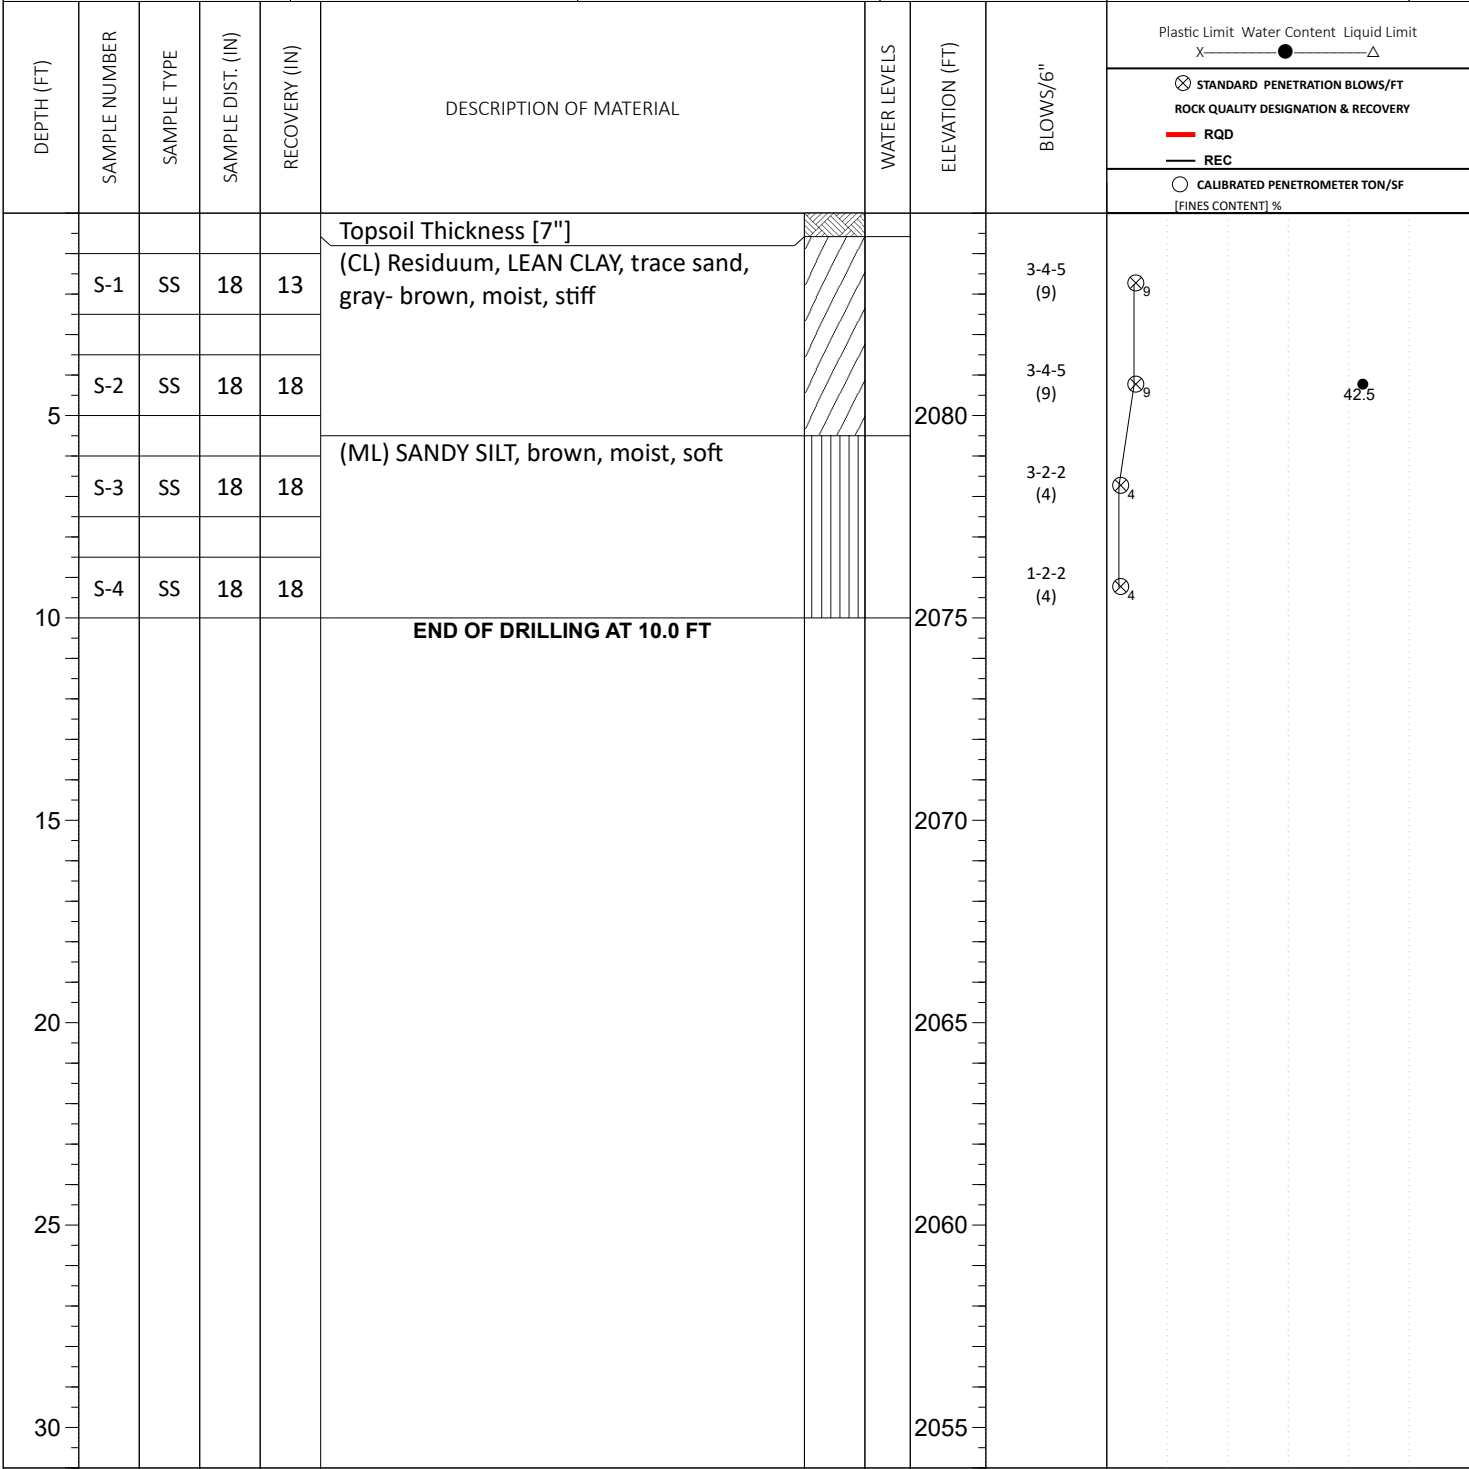 DEPTH (FT)
SAMPLE NUMBER
SAMPLE TYPE
SAMPLE DIST. (IN)
RECOVERY (IN)
DESCRIPTION OF MATERIAL
WATER LEVELS
ELEVATION (FT)
BLOWS/6"
Plastic Limit Water Content Liquid Limit
X
STANDARD PENETRATION BLOWS/FT
ROCK QUALITY DESIGNATION & RECOVERY
RQD
REC
CALIBRATED PENETROMETER TON/SF
[FINES CONTENT] %
Topsoil Thickness [7"]
(CL) Residuum, LEAN CLAY, trace sand,
gray- brown, moist, stiff
S-1 SS 18 13
3-4-5
(9)
9
S-2 SS 18 18
3-4-5
(9)
9
42.5
5
2080
(ML) SANDY SILT, brown, moist, soft
S-3 SS 18 18
3-2-2
(4)
4
S-4 SS 18 18
1-2-2
(4)
4
10
2075
END OF DRILLING AT 10.0 FT
15
2070
20
2065
25
2060
30
2055